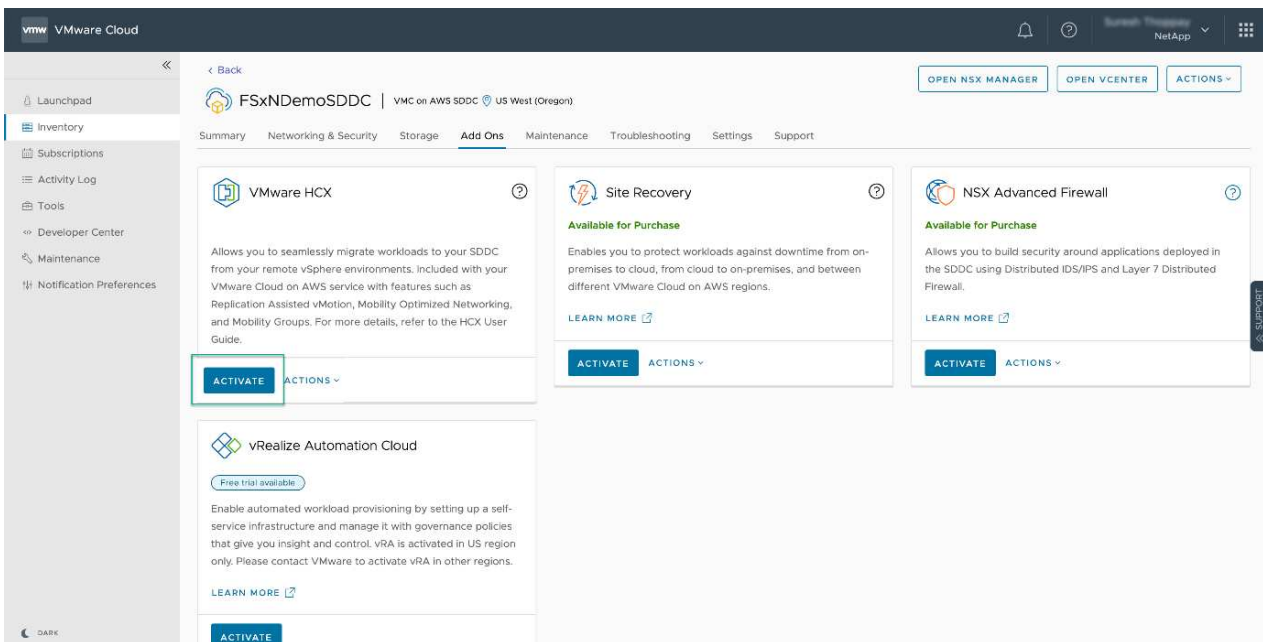 vmw VMware Cloud
NetApp
Launchpad
Inventory
Subscriptions
Activity Log
Tools
Developer Center
Maintenance
Notification Preferences
DARK
Back
OPEN NSX MANAGER
OPEN VCENTER
ACTIONS
FSxNDemoSDDC | VMC on AWS SDDC US West (Oregon)
Summary Networking & Security Storage Add Ons Maintenance Troubleshooting Settings Support
VMware HCX
Allows you to seamlessly migrate workloads to your SDDC
from your remote vSphere environments. Included with your
VMware Cloud on AWS service with features such as
Replication Assisted vMotion, Mobility Optimized Networking,
and Mobility Groups. For more details, refer to the HCX User
Guide.
ACTIVATE ACTIONS
Site Recovery
Available for Purchase
Enables you to protect workloads against downtime from on-
premises to cloud, from cloud to on-premises, and between
different VMware Cloud on AWS regions.
LEARN MORE
ACTIVATE ACTIONS
NSX Advanced Firewall
Available for Purchase
Allows you to build security around applications deployed in
the SDDC using Distributed IDS/IPS and Layer 7 Distributed
Firewall.
LEARN MORE
ACTIVATE ACTIONS
vRealize Automation Cloud
Free trial available
Enable automated workload provisioning by setting up a self-
service infrastructure and manage it with governance policies
that give you insight and control. vRA is activated in US region
only. Please contact VMware to activate vRA in other regions.
LEARN MORE
ACTIVATE
SUPPORT